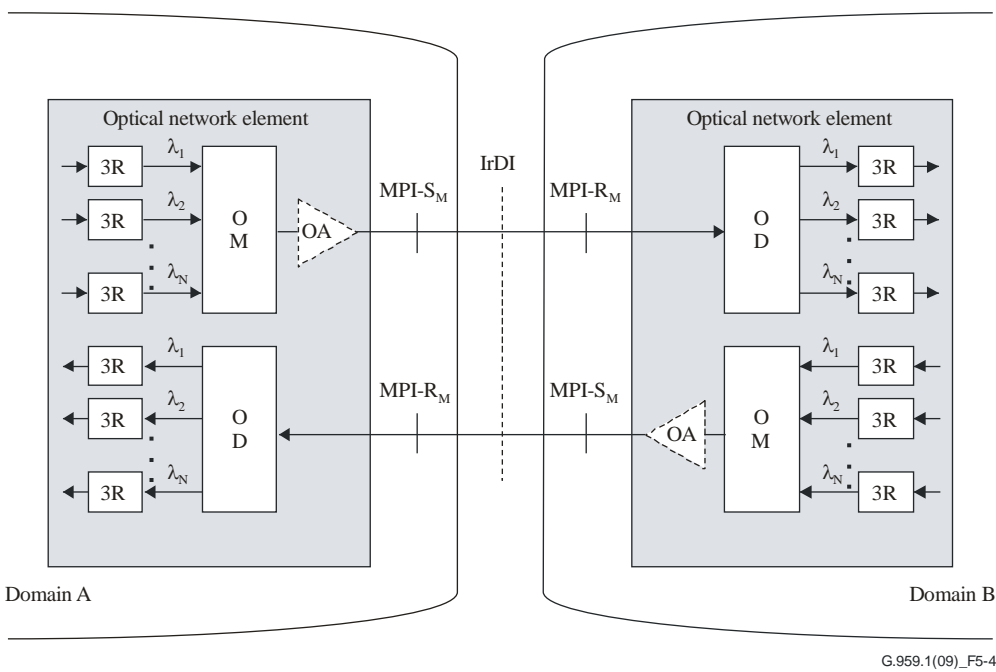 Optical network element
3R
λ1
3R
λ2
3R
λN
O
M
OA
MPI-SM
IrDI
MPI-RM
Optical network element
O
D
λ1
3R
λ2
3R
λN
3R
3R
λ1
3R
λ2
3R
λN
O
D
MPI-RM
MPI-SM
OA
O
M
λ1
3R
λ2
3R
λN
3R
Domain A
Domain B
G.959.1(09)_F5-4